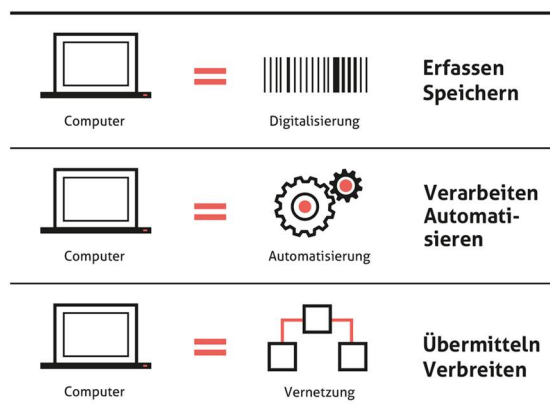 Computer
=
Digitalisierung
Erfassen
Speichern
Computer
=
Automatisierung
Verarbeiten
Automati-
sieren
Computer
=
Vernetzung
Übermitteln
Verbreiten